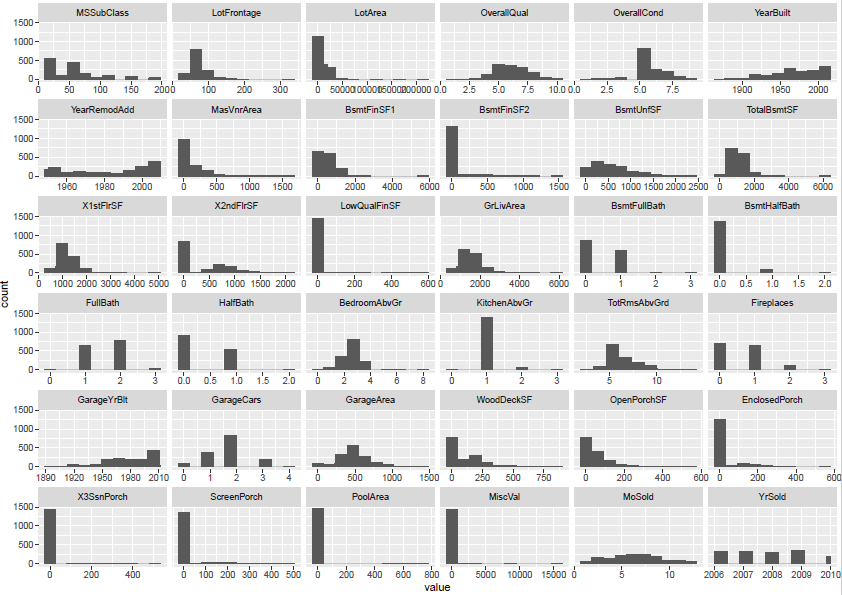 MSSubClass LotFrontage LotArea OverallQual OverallCond YearBuilt
1500
1000
500
0
0 50 100 150 200 100 200 300 0 50000 100000 150000 200000 0.0 2.5 5.0 7.5 10.0 0.0 2.5 5.0 7.5 1900 1950 2000
YearRemodAdd MasVnrArea BsmtFinSF1 BsmtFinSF2 BsmtUnfSF TotalBsmtSF
1500
1000
500
0
1960 1980 2000 0 500 1000 1500 0 2000 4000 6000 0 500 1000 1500 0 500 1000 1500 2000 2500 0 2000 4000 6000
X1stFlrSF X2ndFlrSF LowQualFinSF GrLivArea BsmtFullBath BsmtHalfBath
1500
1000
500
0
0 1000 2000 3000 4000 5000 0 500 1000 1500 2000 0 200 400 600 0 2000 4000 6000 0 1 2 3 0.0 0.5 1.0 1.5 2.0
count
FullBath HalfBath BedroomAbvGr KitchenAbvGr TotRmsAbvGrd Fireplaces
1500
1000
500
0
0 1 2 3 0.0 0.5 1.0 1.5 2.0 0 2 4 6 8 0 1 2 3 5 10 0 1 2 3
GarageYrBlt GarageCars GarageArea WoodDeckSF OpenPorchSF EnclosedPorch
1500
1000
500
0
1890 1920 1950 1980 2010 0 1 2 3 4 0 500 1000 1500 0 250 500 750 0 200 400 600 0 200 400 600
X3SsnPorch ScreenPorch PoolArea MiscVal MoSold YrSold
1500
1000
500
0
0 200 400 0 100 200 300 400 500 0 200 400 600 800 0 5000 10000 15000 0 5 10 2006 2007 2008 2009 2010
value